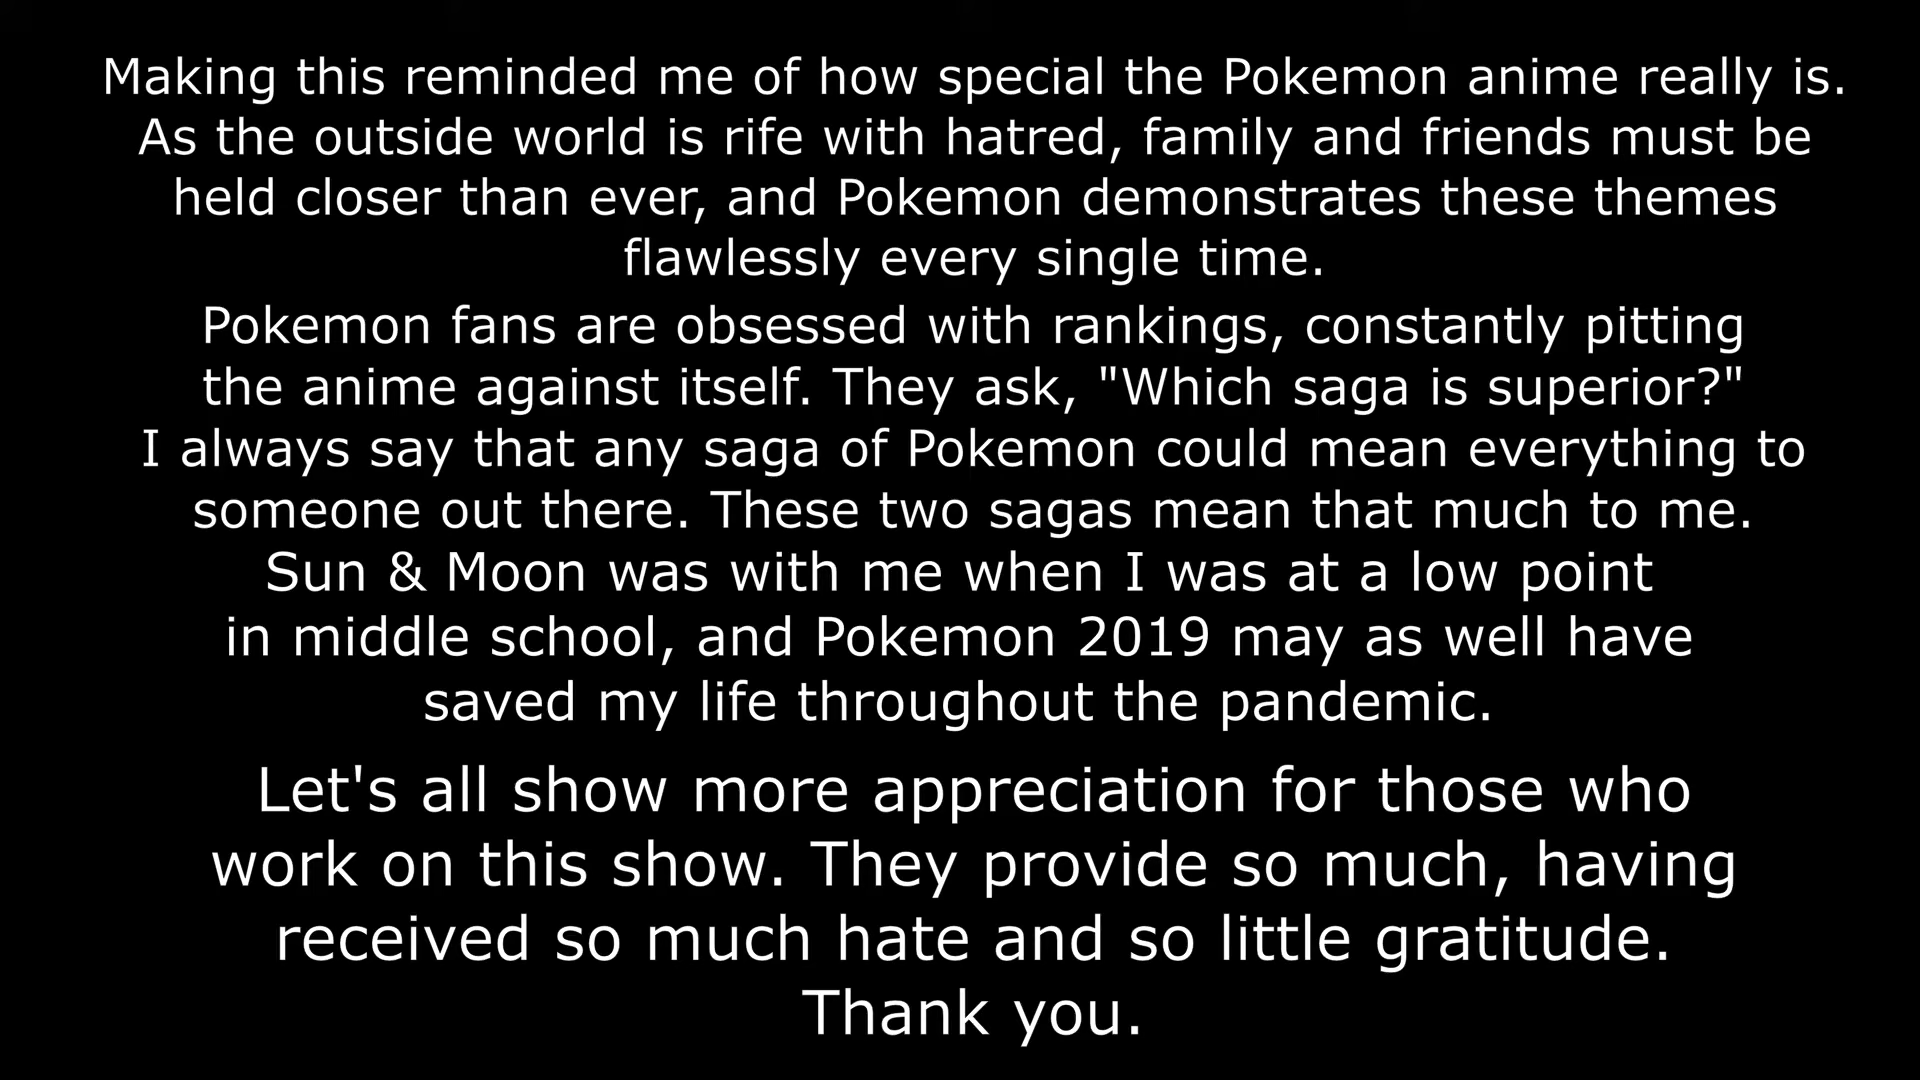 Making this reminded me of how special the Pokemon anime really is.
As the outside world is rife with hatred, family and friends must be
held closer than ever, and Pokemon demonstrates these themes
flawlessly every single time.
Pokemon fans are obsessed with rankings, constantly pitting
the anime against itself. They ask, "Which saga is superior?"
I always say that any saga of Pokemon could mean everything to
someone out there. These two sagas mean that much to me.
Sun & Moon was with me when I was at a low point
in middle school, and Pokemon 2019 may as well have
saved my life throughout the pandemic.
Let's all show more appreciation for those who
work on this show. They provide so much, having
received so much hate and so little gratitude.
Thank you.